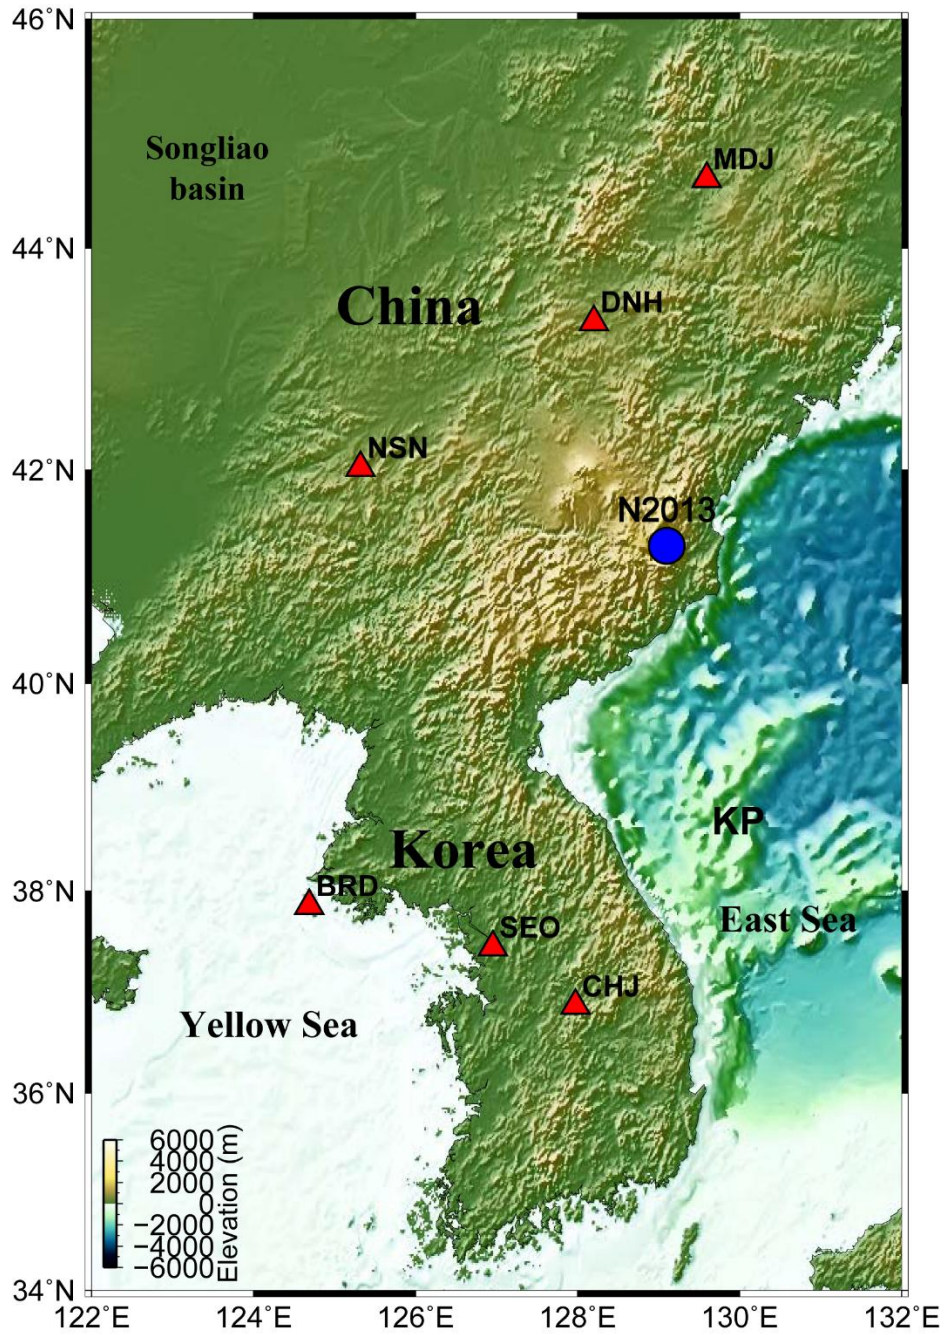 46°N
Songliao
basin
MDJ
44°N
China
DNH
NSN
42°N
N2013
40°N
KP
Korea
38°N
BRD
East Sea
SEO
CHJ
Yellow Sea
36°N
6000
4000
2000
0
−2000
−4000
−6000
Elevation (m)
34°N
122°E
124°E
126°E
128°E
130°E
132°E